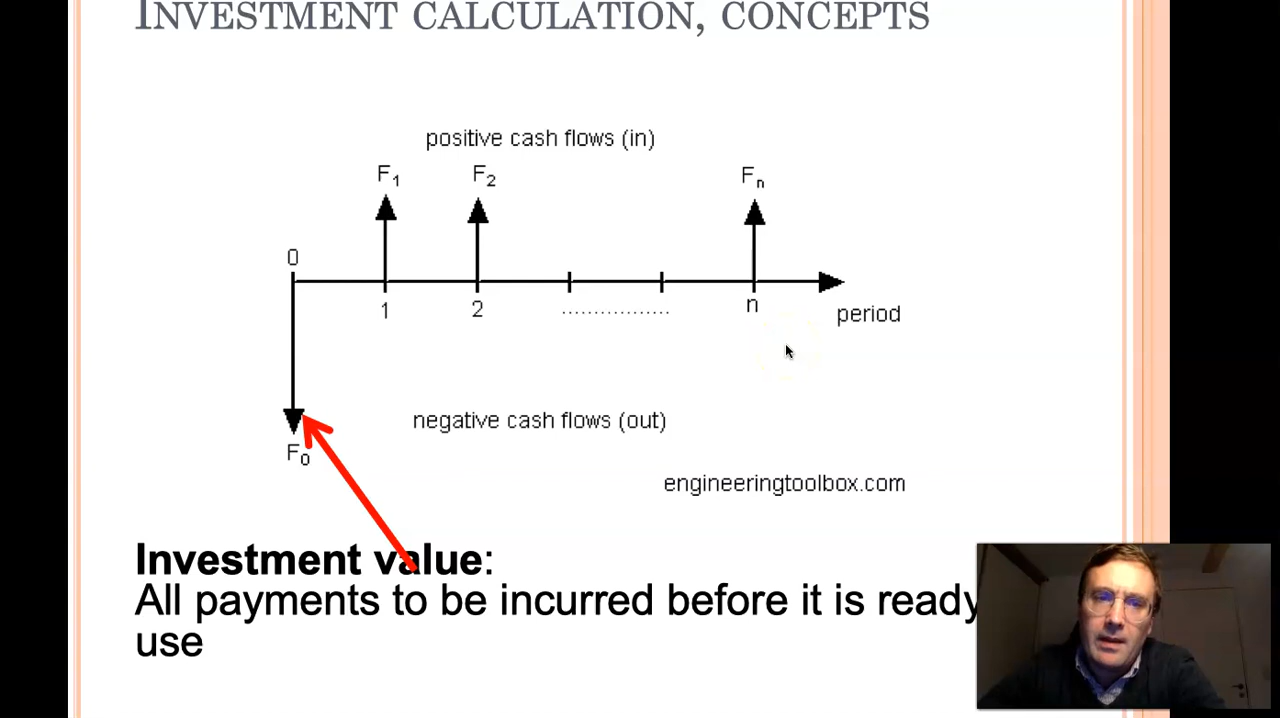 INVESTMENT CALCULATION, CONCEPTS
positive cash flows (in)
F1 F2 Fn
0
1 2 ................ n
period
negative cash flows (out)
F0
engineeringtoolbox.com
Investment value:
All payments to be incurred before it is ready
use